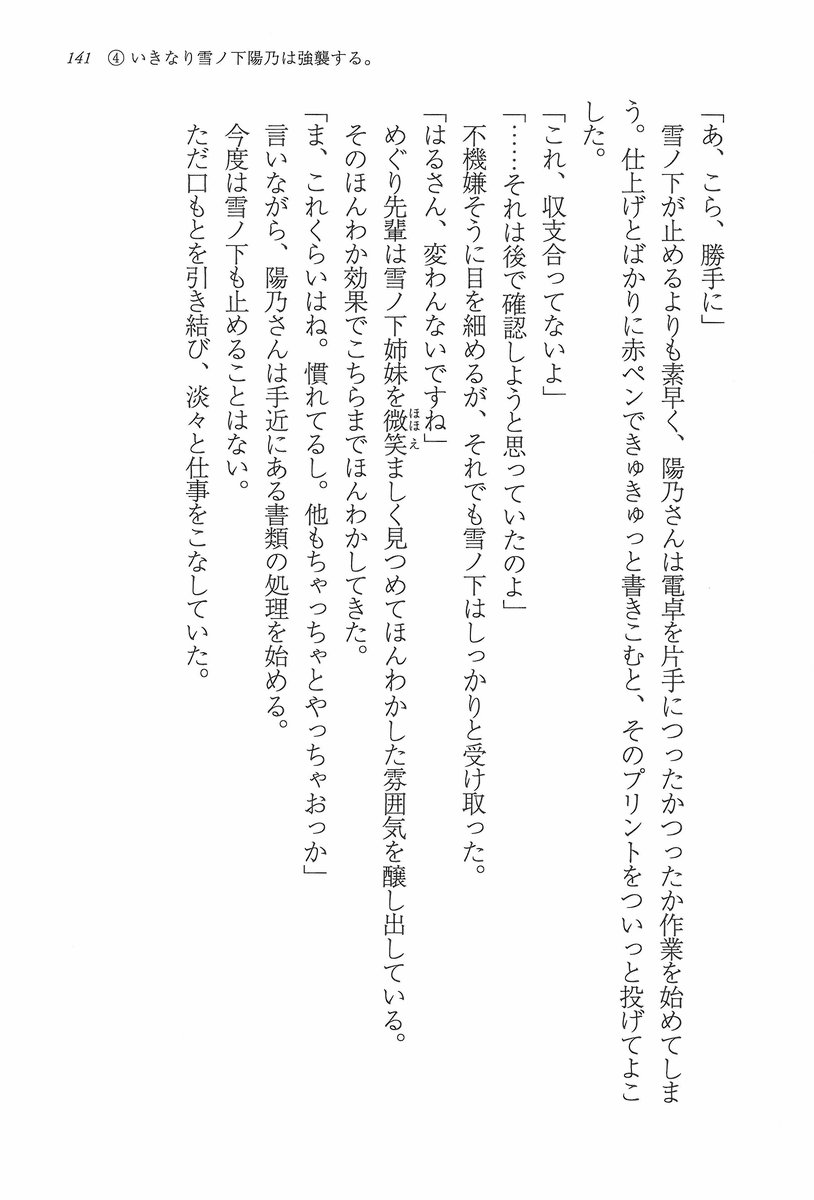 141 ④いきなり雪ノ下陽乃は強襲する。
「あ、こら、勝手に」
雪ノ下が止めるよりも素早く、陽乃さんは電卓を片手につったかつったか作業を始めてしま
う。仕上げとばかりに赤ペンできゅきゅっと書きこむと、そのプリントをついっと投げてよこ
した。
「これ、収支合ってないよ」
「……それは後で確認しようと思っていたのよ」
不機嫌そうに目を細めるが、それでも雪ノ下はしっかりと受け取った。
「はるさん、変わんないですね」
めぐり先輩は雪ノ下姉妹を微笑ましく見つめてほんわかした雰囲気を醸し出している。
ほほえ
そのほんわか効果でこちらまでほんわかしてきた。
「ま、これくらいはね。慣れてるし。他もちゃっちゃとやっちゃおっか」
言いながら、陽乃さんは手近にある書類の処理を始める。
今度は雪ノ下も止めることはない。
ただ口もとを引き結び、淡々と仕事をこなしていた。